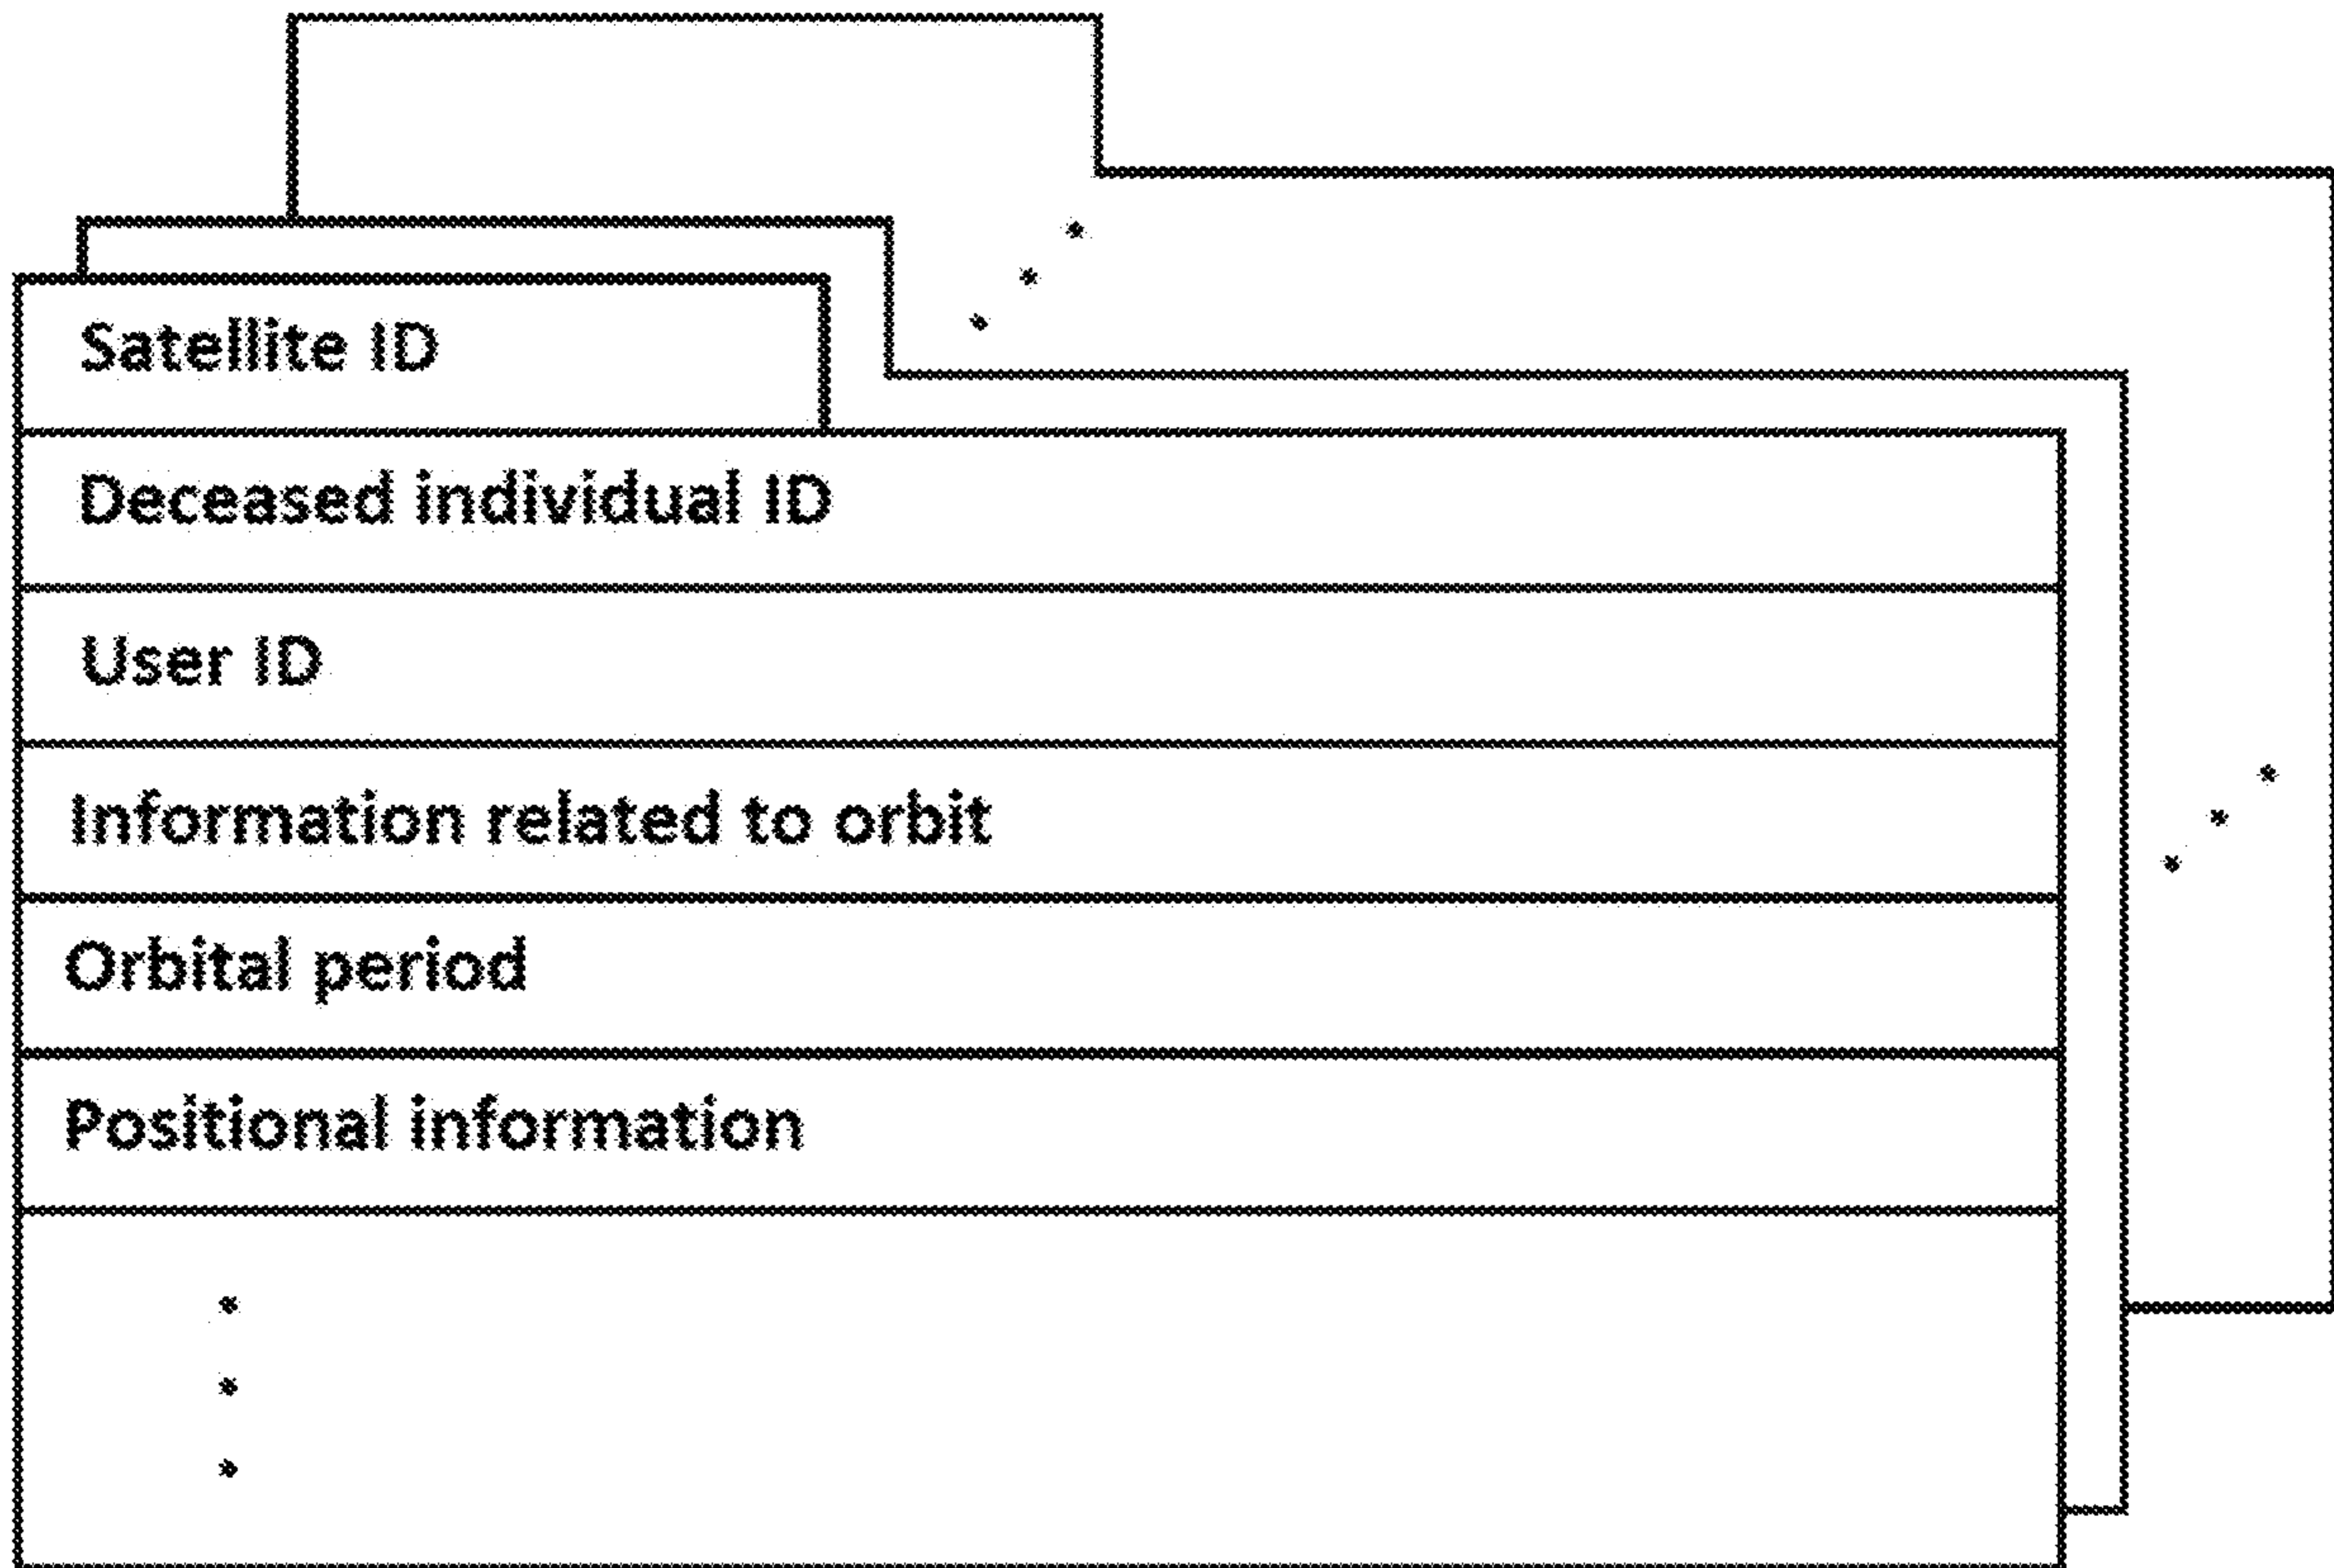 Satellite ID
Deceased individual ID
User ID
Information related to orbit
Orbital period
Positional information